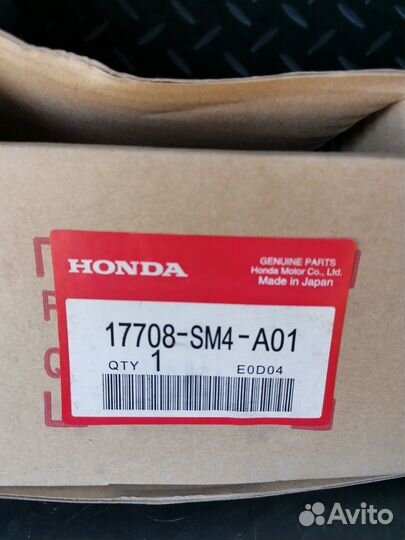 HONDA
GENUINE PARTS
Honda Motor Co., Ltd.
Made in Japan
17708-SM4-A01
QTY 1
E0D04
P
Q
Avito